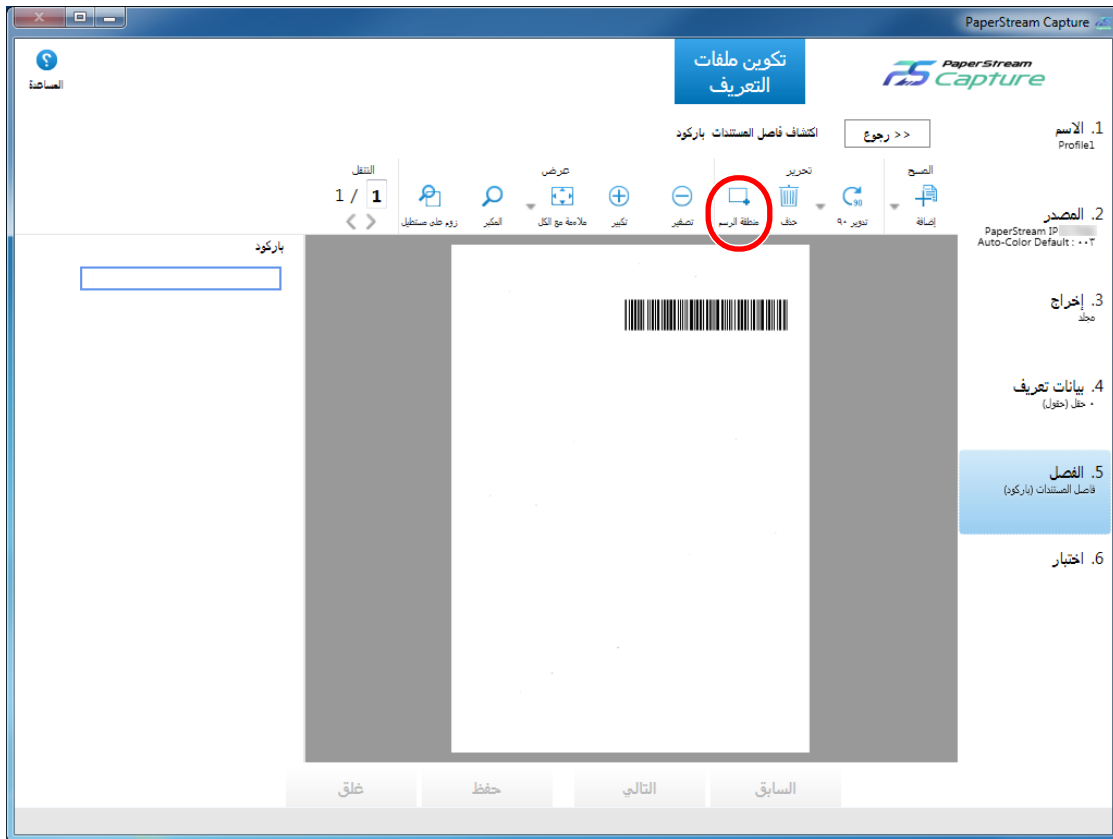 PaperStream Capture
المساعدة
تكوين ملفات
التعريف
PaperStream
Capture
<< رجوع
اكتشاف فاصل المستندات باركود
المسح
تحرير
عرض
التنقل
إضافة
تدوير ٩٠
حذف
منطقة الرسم
تصغير
تكبير
ملاءمة مع الكل
المكبر
زوم على مستطيل
1 / 1
باركود
1. الاسم
Profile1
2. المصدر
PaperStream IP
Auto-Color Default : ٠٠٣
3. إخراج
مجلد
4. بيانات تعريف
٠ حقل (حقول)
5. الفصل
فاصل المستندات (باركود)
6. اختبار
السابق
التالي
حفظ
غلق